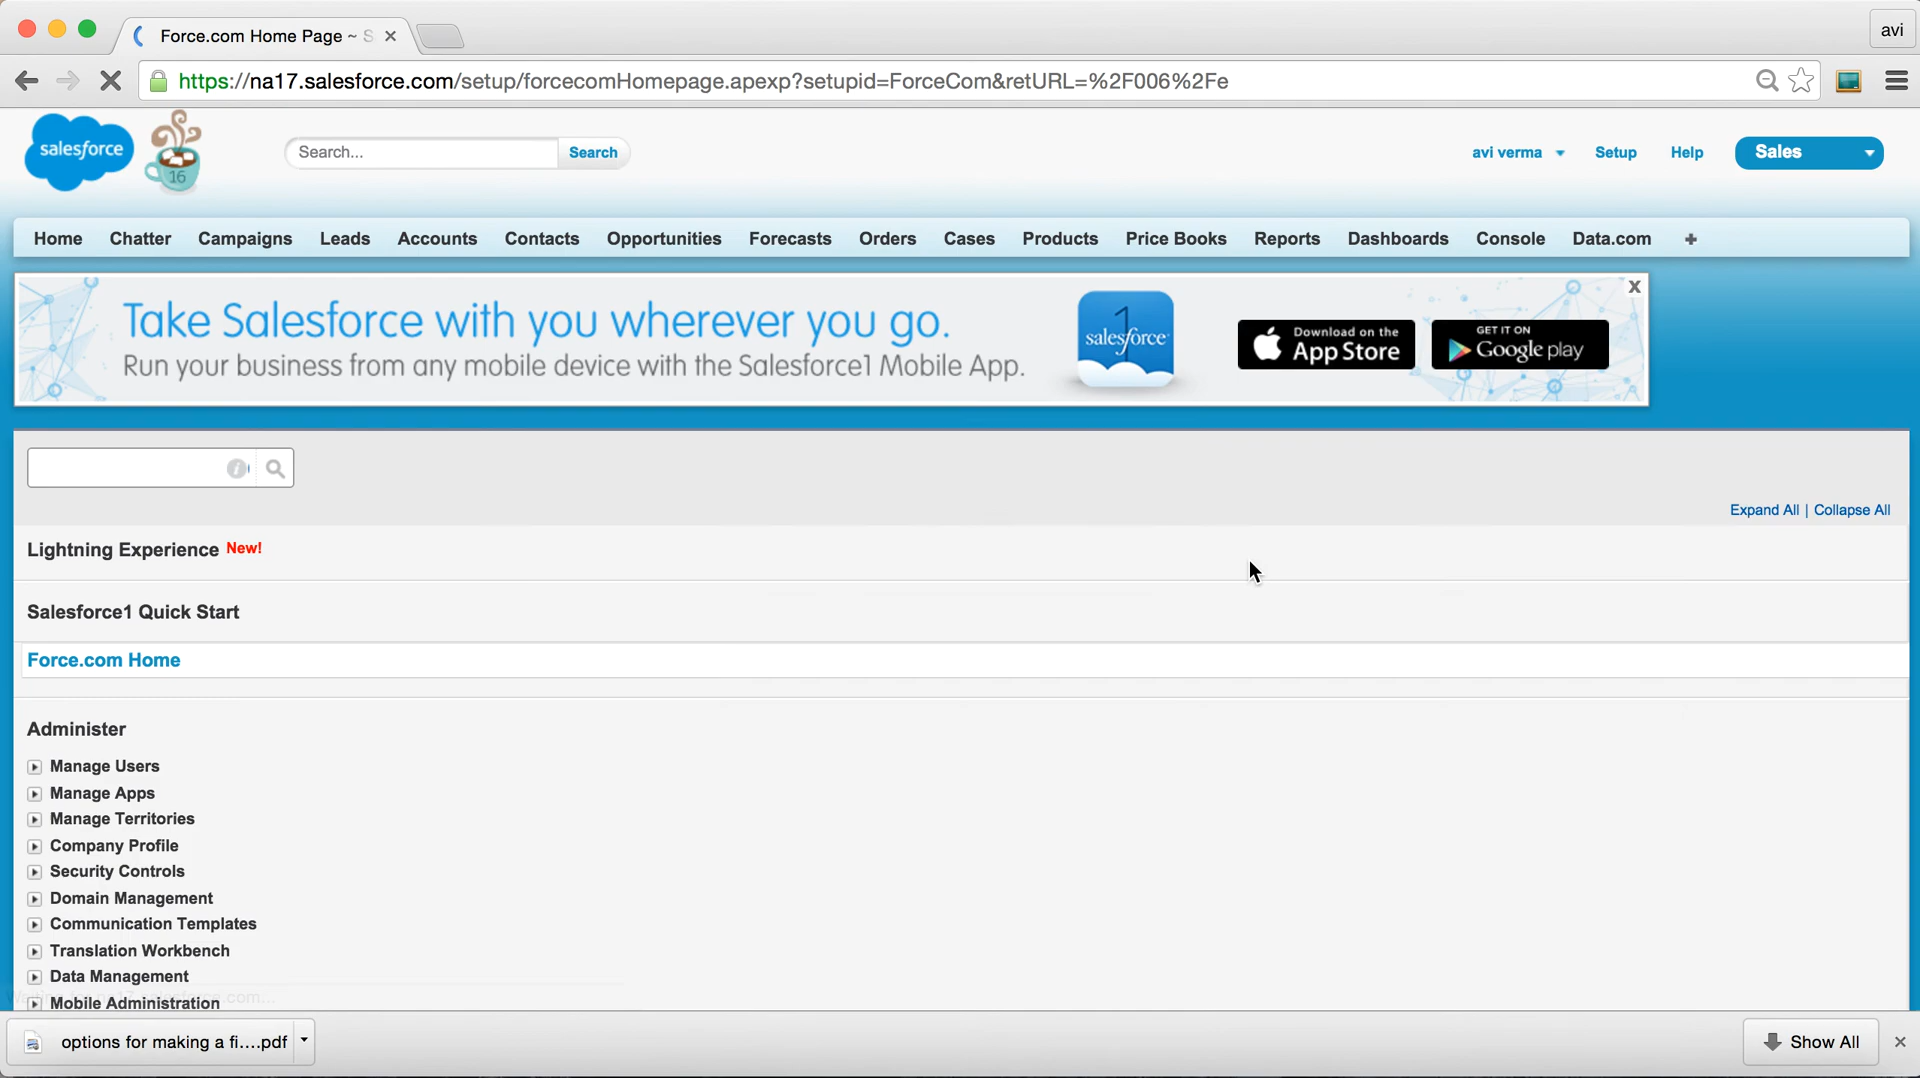 Force.com Home Page ~ S
avi
https://na17.salesforce.com/setup/forcecomHomepage.apexp?setupid=ForceCom&retURL=%2F006%2Fe
salesforce
16
Search...
Search
avi verma
Setup
Help
Sales
Home Chatter Campaigns Leads Accounts Contacts Opportunities Forecasts Orders Cases Products Price Books Reports Dashboards Console Data.com +
Take Salesforce with you wherever you go.
Run your business from any mobile device with the Salesforce1 Mobile App.
1
salesforce
Download on the
App Store
GET IT ON
Google play
X
Expand All | Collapse All
Lightning Experience New!
Salesforce1 Quick Start
Force.com Home
Administer
Manage Users
Manage Apps
Manage Territories
Company Profile
Security Controls
Domain Management
Communication Templates
Translation Workbench
Data Management
Mobile Administration
options for making a fi....pdf
Show All